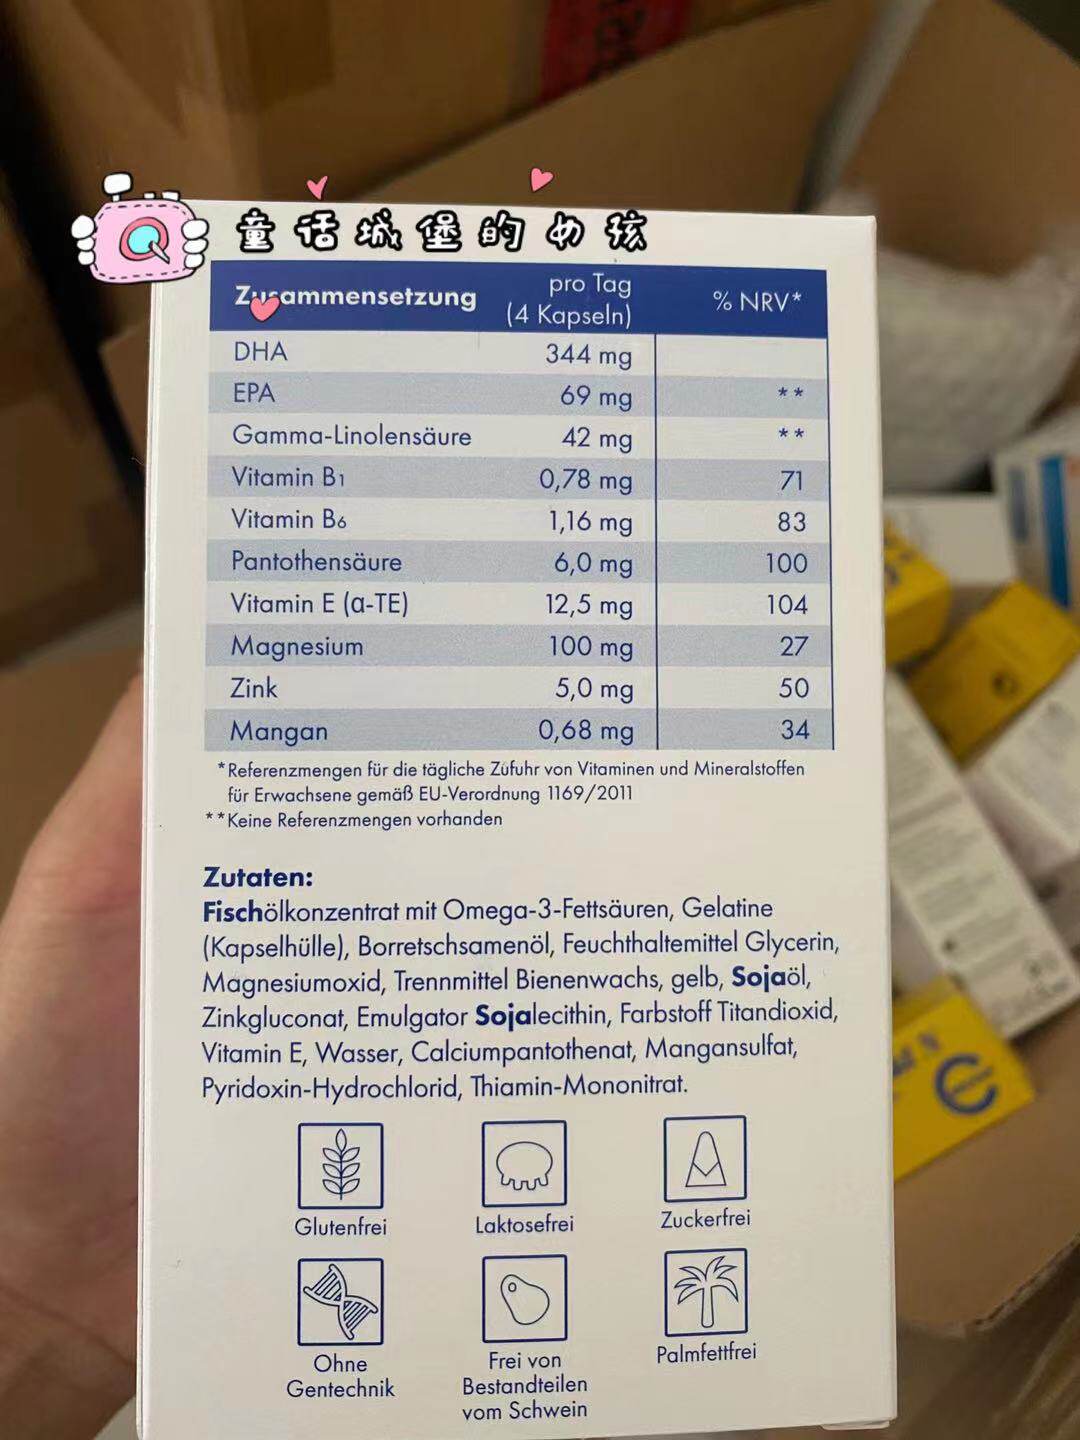 童话城堡的女孩
Zusammensetzung pro Tag (4 Kapseln) % NRV*
DHA 344 mg
EPA 69 mg **
Gamma-Linolensäure 42 mg **
Vitamin B1 0,78 mg 71
Vitamin B6 1,16 mg 83
Pantothensäure 6,0 mg 100
Vitamin E (α-TE) 12,5 mg 104
Magnesium 100 mg 27
Zink 5,0 mg 50
Mangan 0,68 mg 34
*Referenzmengen für die tägliche Zufuhr von Vitaminen und Mineralstoffen
für Erwachsene gemäß EU-Verordnung 1169/2011
**Keine Referenzmengen vorhanden
Zutaten:
Fischölkonzentrat mit Omega-3-Fettsäuren, Gelatine
(Kapselhülle), Borretschsamenöl, Feuchthaltemittel Glycerin,
Magnesiumoxid, Trennmittel Bienenwachs, gelb, Sojaöl,
Zinkgluconat, Emulgator Sojalecithin, Farbstoff Titandioxid,
Vitamin E, Wasser, Calciumpantothenat, Mangansulfat,
Pyridoxin-Hydrochlorid, Thiamin-Mononitrat.
Glutenfrei
Laktosefrei
Zuckerfrei
Ohne
Gentechnik
Frei von
Bestandteilen
vom Schwein
Palmfettfrei